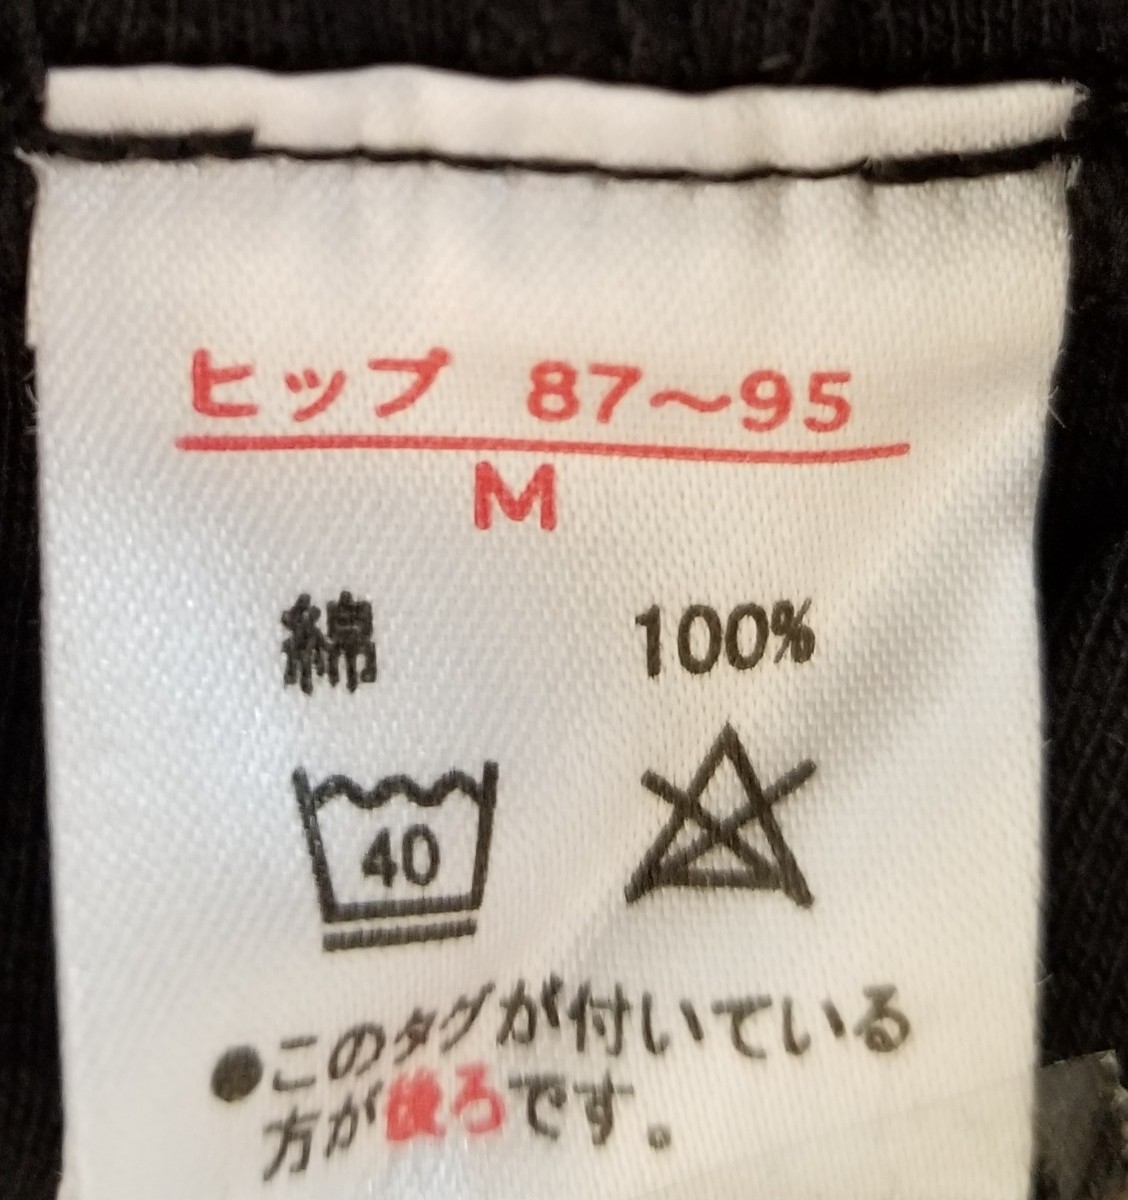 ヒップ 87〜95
M
綿 100%
40
●このタグが付いている
方が後ろです。